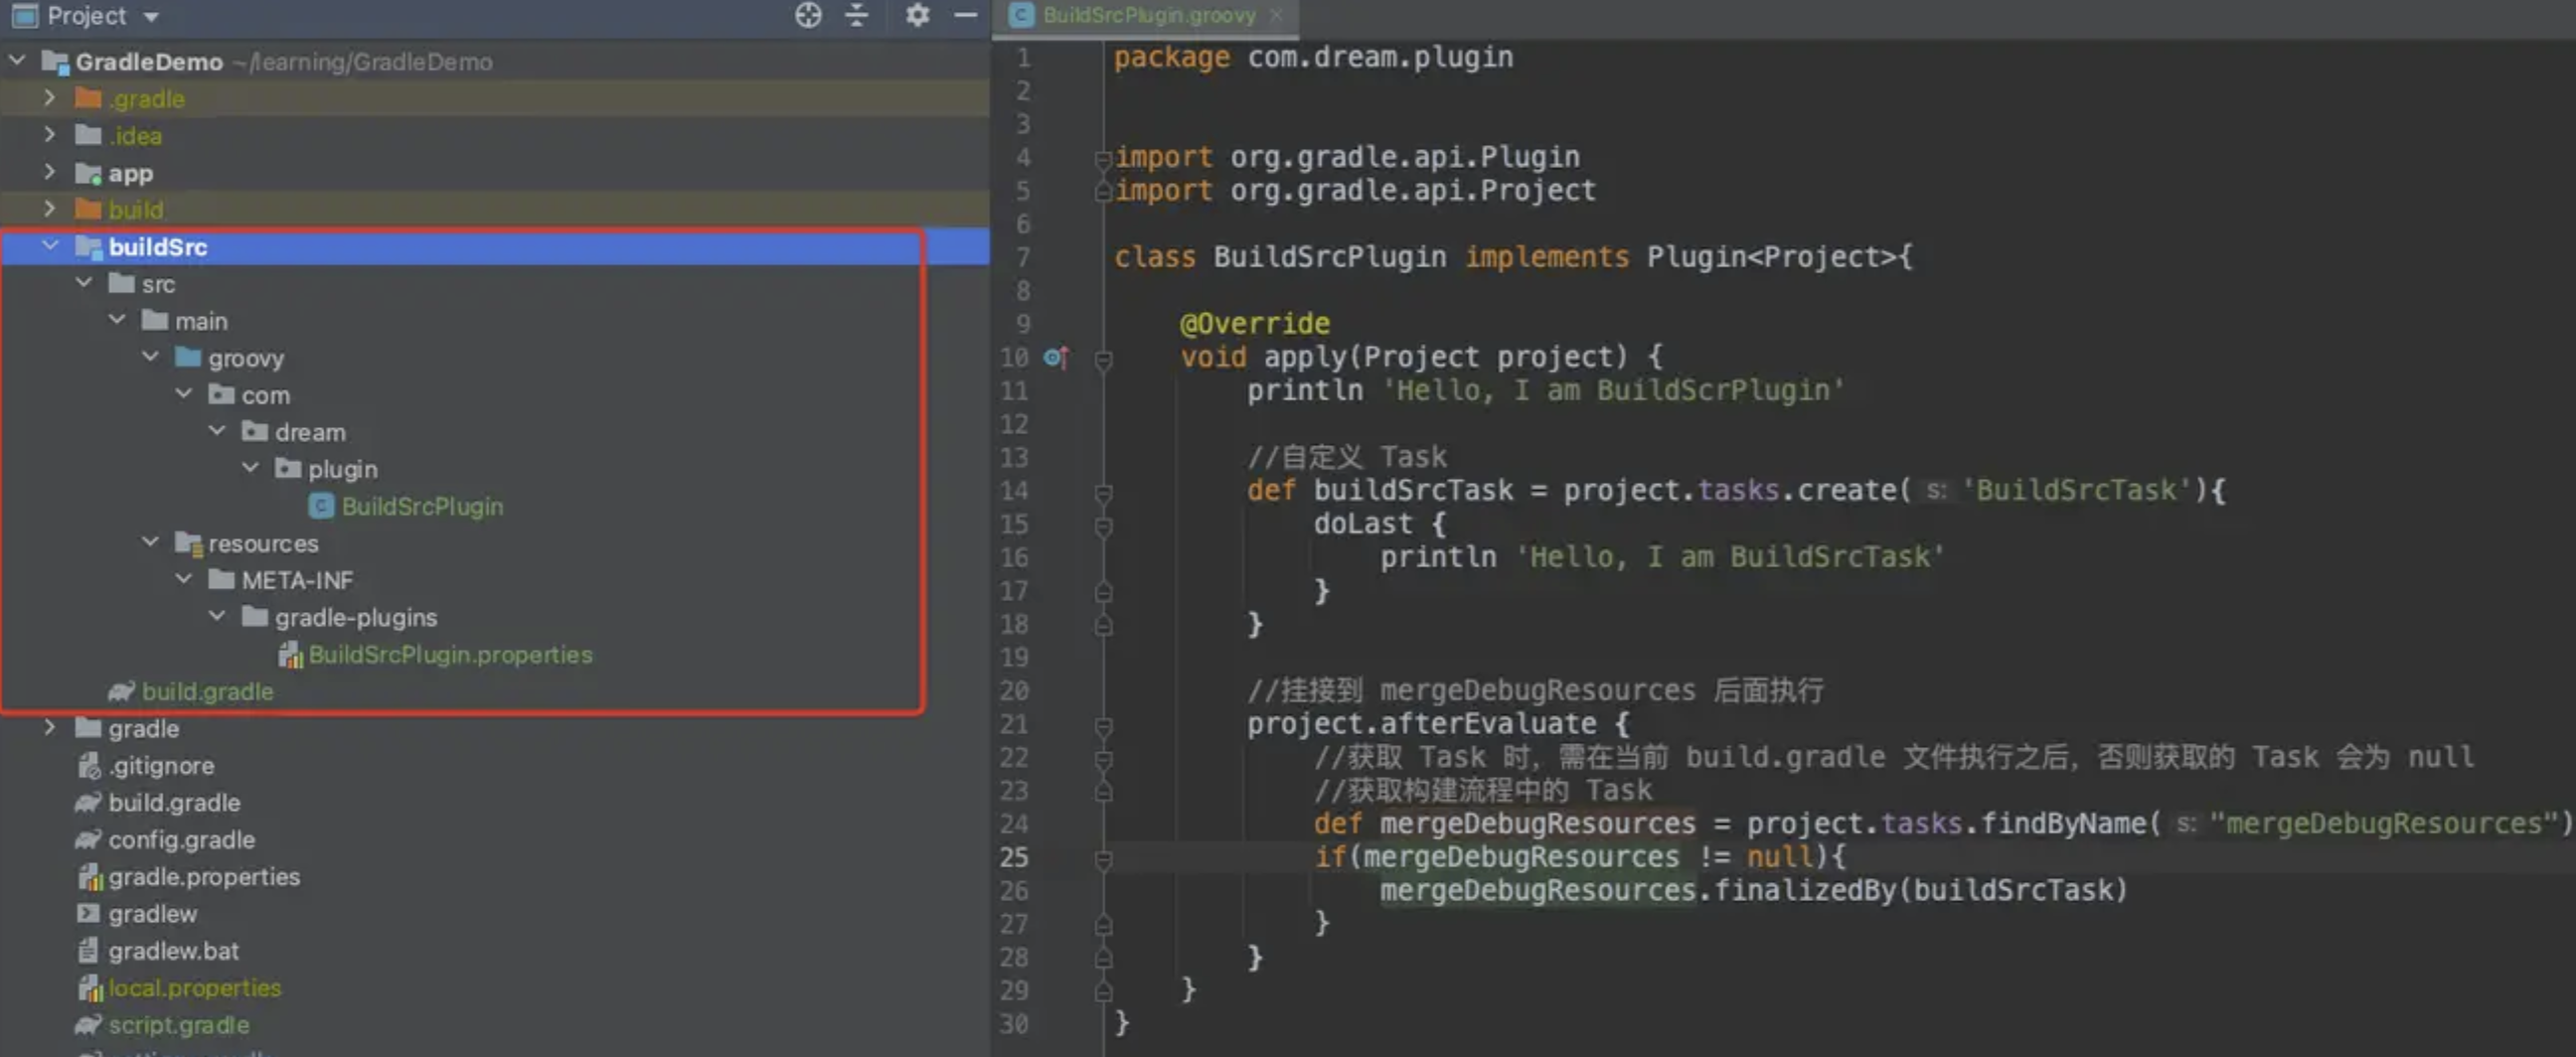 Project
GradleDemo ~/learning/GradleDemo
.gradle
.idea
app
build
buildSrc
src
main
groovy
com
dream
plugin
BuildSrcPlugin
resources
META-INF
gradle-plugins
BuildSrcPlugin.properties
build.gradle
gradle
.gitignore
build.gradle
config.gradle
gradle.properties
gradlew
gradlew.bat
local.properties
script.gradle
BuildSrcPlugin.groovy
1 package com.dream.plugin
2
3
4 import org.gradle.api.Plugin
5 import org.gradle.api.Project
6
7 class BuildSrcPlugin implements Plugin<Project>{
8
9 @Override
10 void apply(Project project) {
11 println 'Hello, I am BuildScrPlugin'
12
13 //自定义 Task
14 def buildSrcTask = project.tasks.create( s: 'BuildSrcTask'){
15 doLast {
16 println 'Hello, I am BuildSrcTask'
17 }
18 }
19
20 //挂接到 mergeDebugResources 后面执行
21 project.afterEvaluate {
22 //获取 Task 时，需在当前 build.gradle 文件执行之后，否则获取的 Task 会为 null
23 //获取构建流程中的 Task
24 def mergeDebugResources = project.tasks.findByName( s: "mergeDebugResources")
25 if(mergeDebugResources != null){
26 mergeDebugResources.finalizedBy(buildSrcTask)
27 }
28 }
29 }
30 }